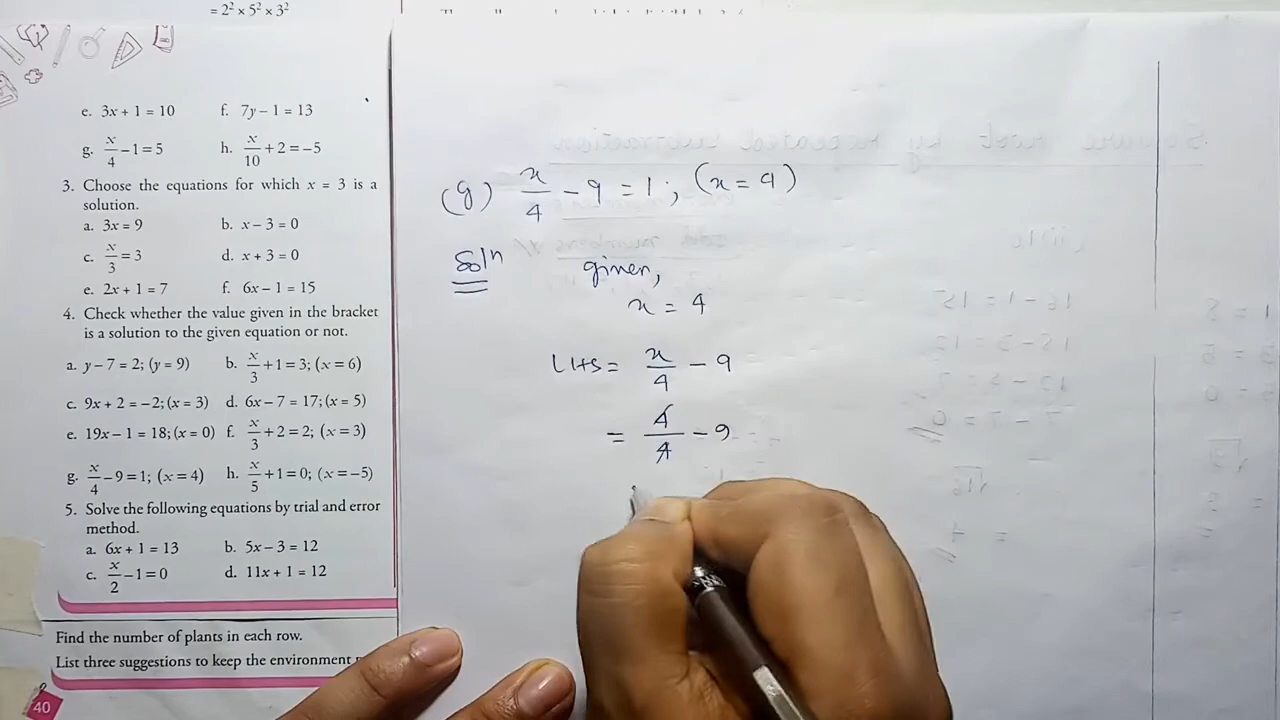 = 2² × 5² × 3²
e. 3x + 1 = 10 f. 7y – 1 = 13
g. x/4 – 1 = 5 h. x/10 + 2 = –5
3. Choose the equations for which x = 3 is a
solution.
a. 3x = 9 b. x – 3 = 0
c. x/3 = 3 d. x + 3 = 0
e. 2x + 1 = 7 f. 6x – 1 = 15
4. Check whether the value given in the bracket
is a solution to the given equation or not.
a. y – 7 = 2; (y = 9) b. x/3 + 1 = 3; (x = 6)
c. 9x + 2 = –2; (x = 3) d. 6x – 7 = 17; (x = 5)
e. 19x – 1 = 18; (x = 0) f. x/3 + 2 = 2; (x = 3)
g. x/4 – 9 = 1; (x = 4) h. x/5 + 1 = 0; (x = –5)
5. Solve the following equations by trial and error
method.
a. 6x + 1 = 13 b. 5x – 3 = 12
c. x/2 – 1 = 0 d. 11x + 1 = 12
Find the number of plants in each row.
List three suggestions to keep the environment
40
(g) x/4 – 9 = 1; (x = 4)
Soln given,
x = 4
LHS = x/4 – 9
= 4/4 – 9